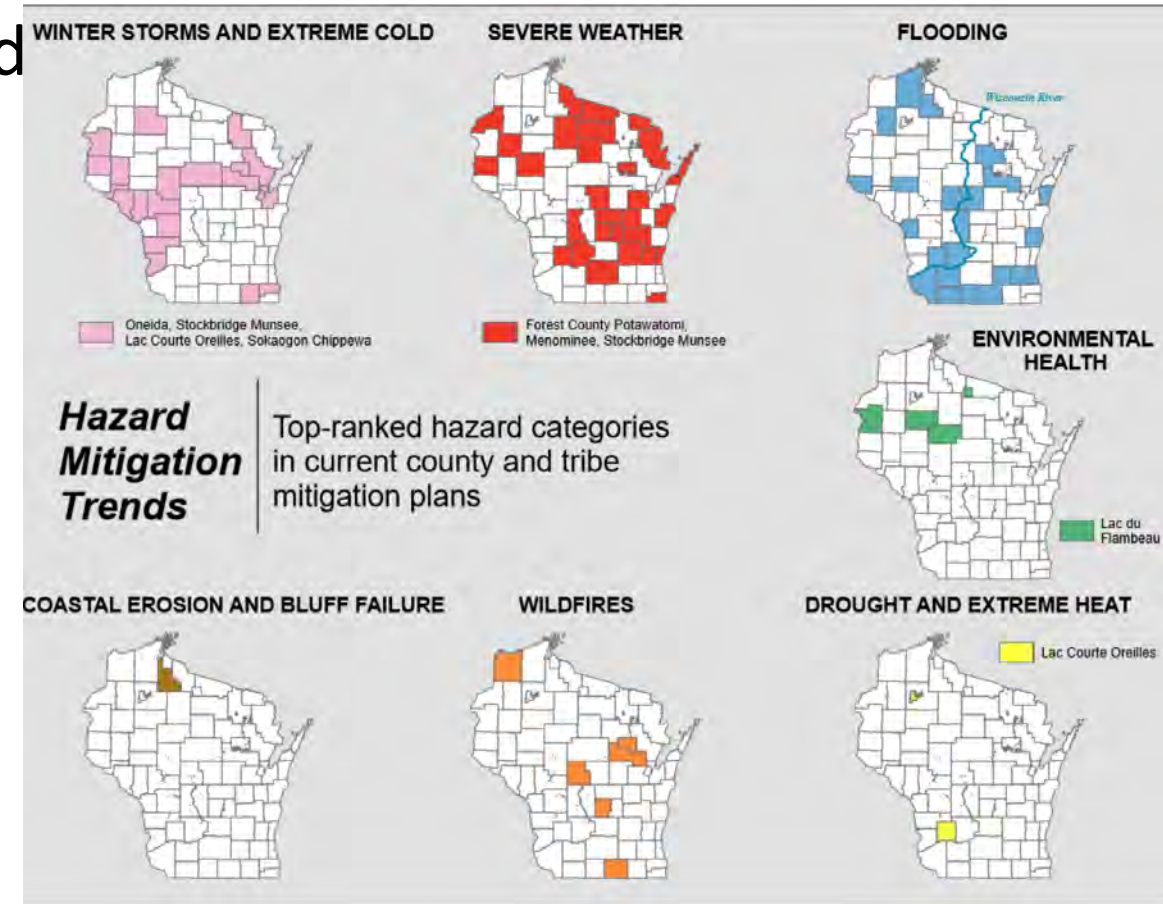 d
WINTER STORMS AND EXTREME COLD
SEVERE WEATHER
FLOODING
Wisconsin River
Oneida, Stockbridge Munsee,
Lac Courte Oreilles, Sokaogon Chippewa
Forest County Potawatomi,
Menominee, Stockbridge Munsee
ENVIRONMENTAL
HEALTH
Lac du
Flambeau
Hazard
Mitigation
Trends
Top-ranked hazard categories
in current county and tribe
mitigation plans
COASTAL EROSION AND BLUFF FAILURE
WILDFIRES
DROUGHT AND EXTREME HEAT
Lac Courte Oreilles